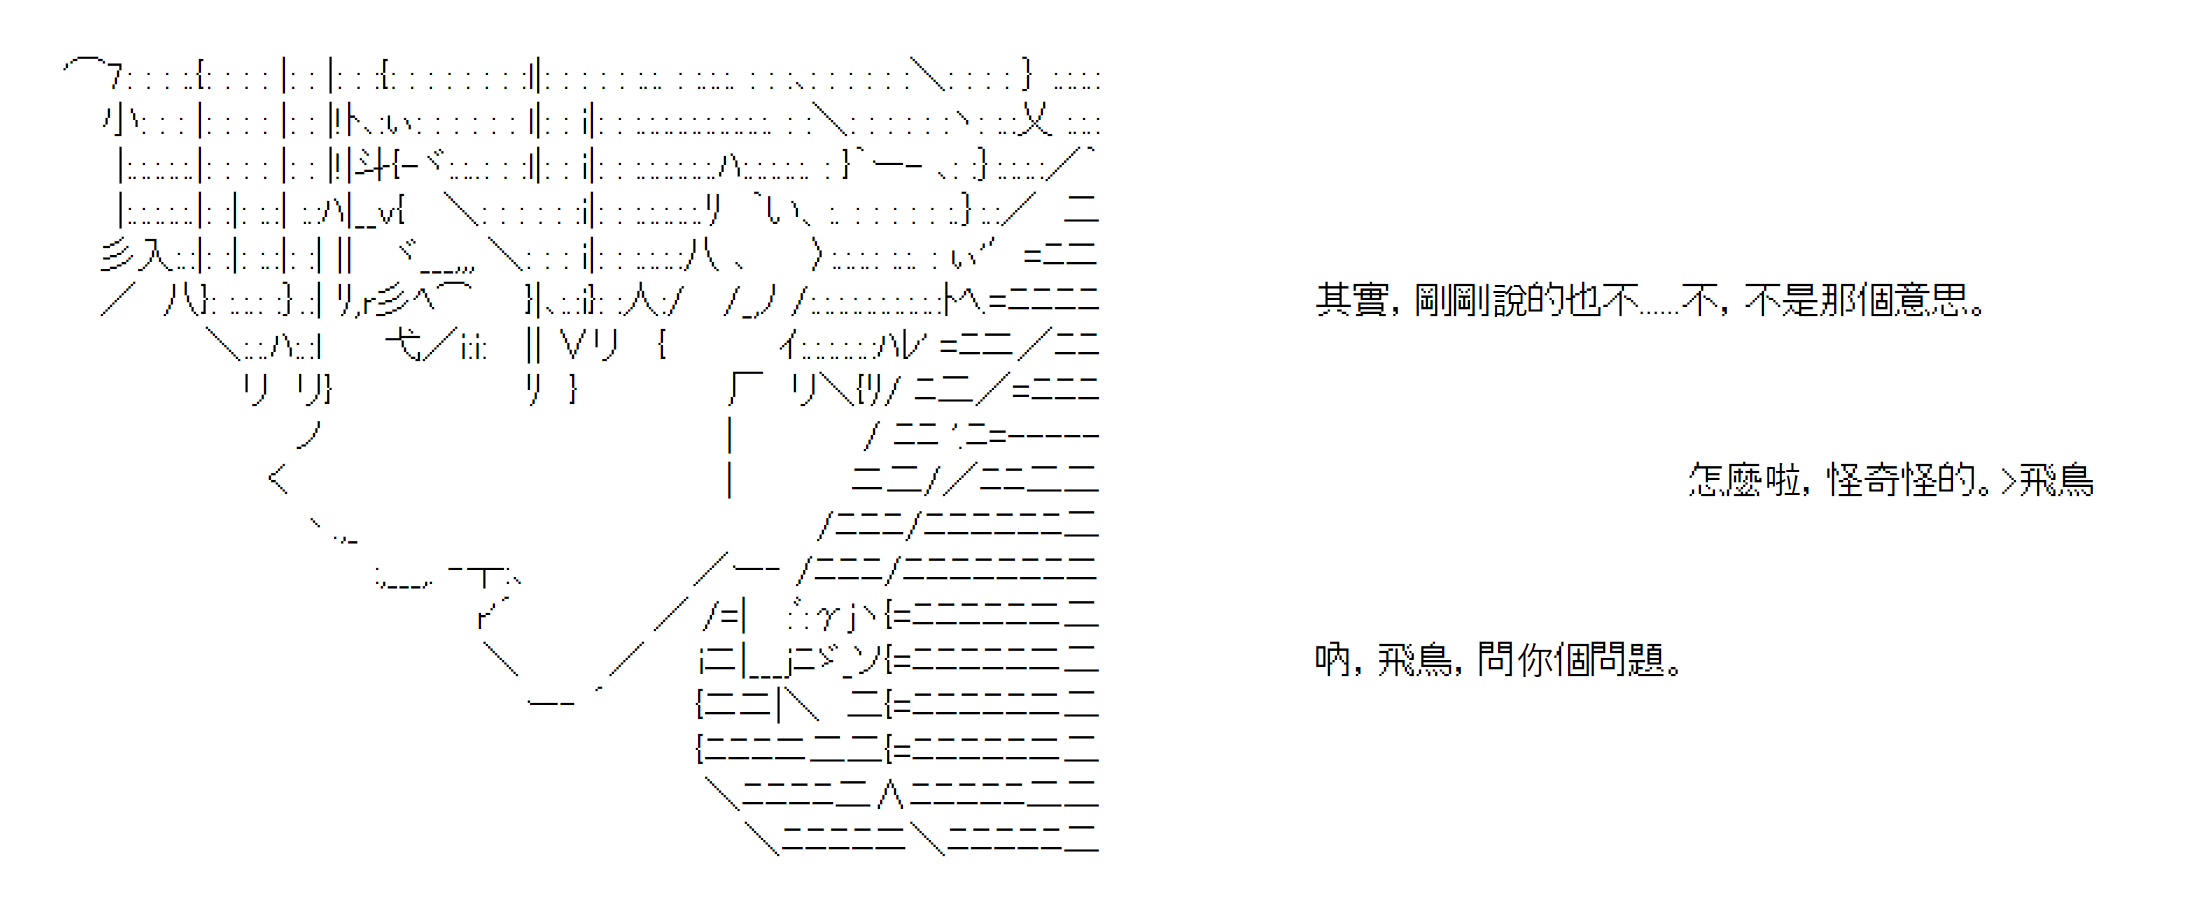 其實，剛剛說的也不……不，不是那個意思。
怎麼啦，怪奇怪的。>飛鳥
吶，飛鳥，問你個問題。